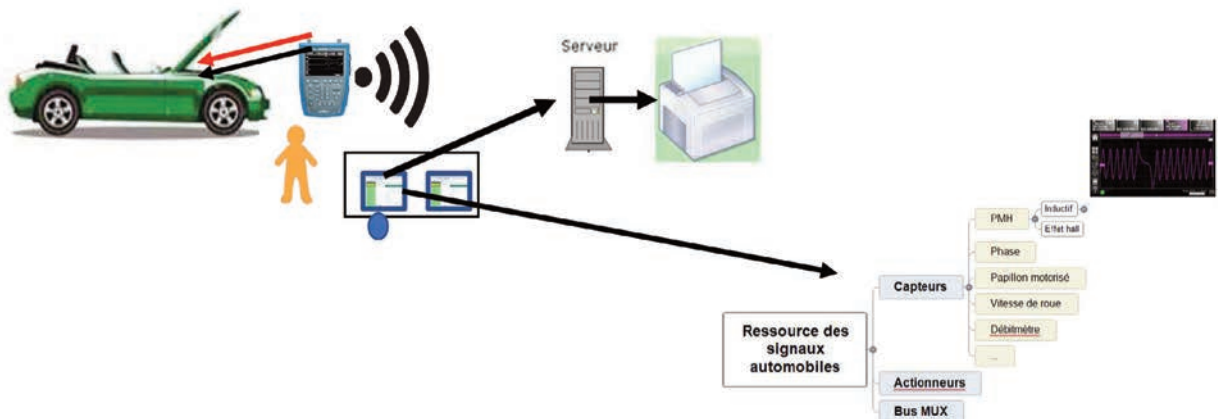 Serveur
PMH
Inductif
Effet hall
Phase
Capteurs
Papillon motorisé
Vitesse de roue
Ressource des
signaux
automobiles
Débitmètre
...
Actionneurs
Bus MUX